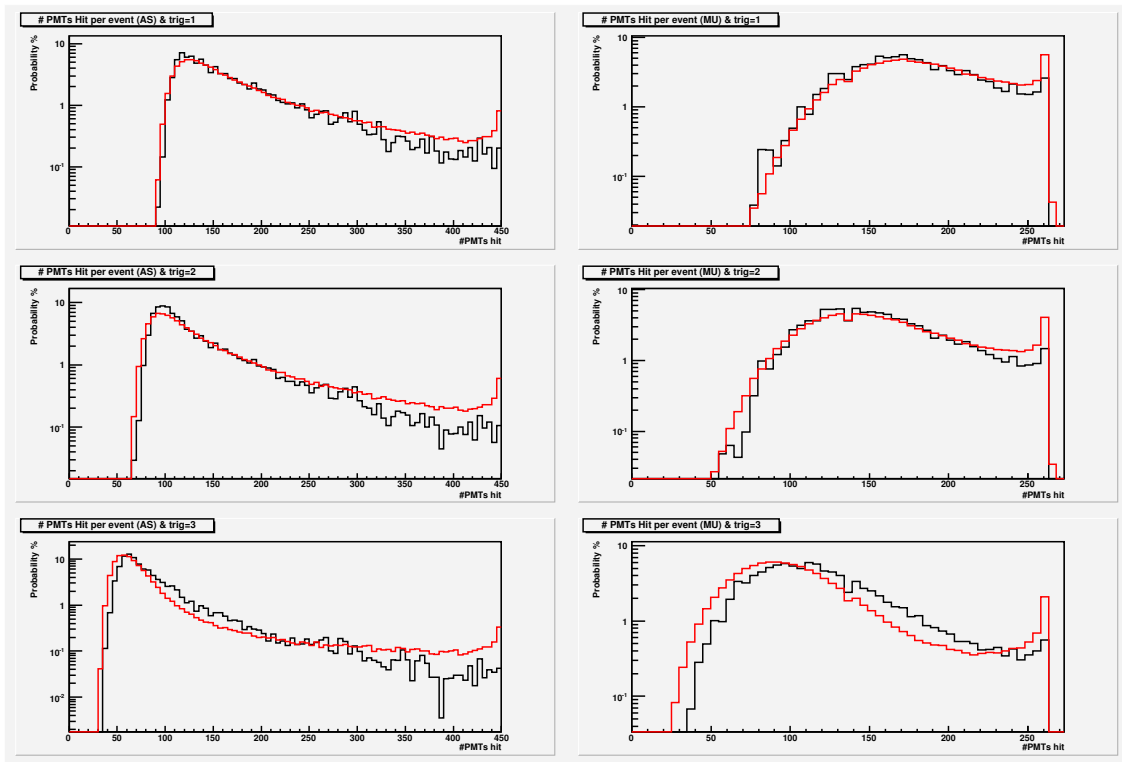 # PMTs Hit per event (AS) & trig=1
Probability %
10
1
10-1
0 50 100 150 200 250 300 350 400 450
#PMTs hit
# PMTs Hit per event (MU) & trig=1
Probability %
10
1
10-1
0 50 100 150 200 250
#PMTs hit
# PMTs Hit per event (AS) & trig=2
Probability %
10
1
10-1
0 50 100 150 200 250 300 350 400 450
#PMTs hit
# PMTs Hit per event (MU) & trig=2
Probability %
10
1
10-1
0 50 100 150 200 250
#PMTs hit
# PMTs Hit per event (AS) & trig=3
Probability %
10
1
10-1
10-2
0 50 100 150 200 250 300 350 400 450
#PMTs hit
# PMTs Hit per event (MU) & trig=3
Probability %
10
1
10-1
0 50 100 150 200 250
#PMTs hit